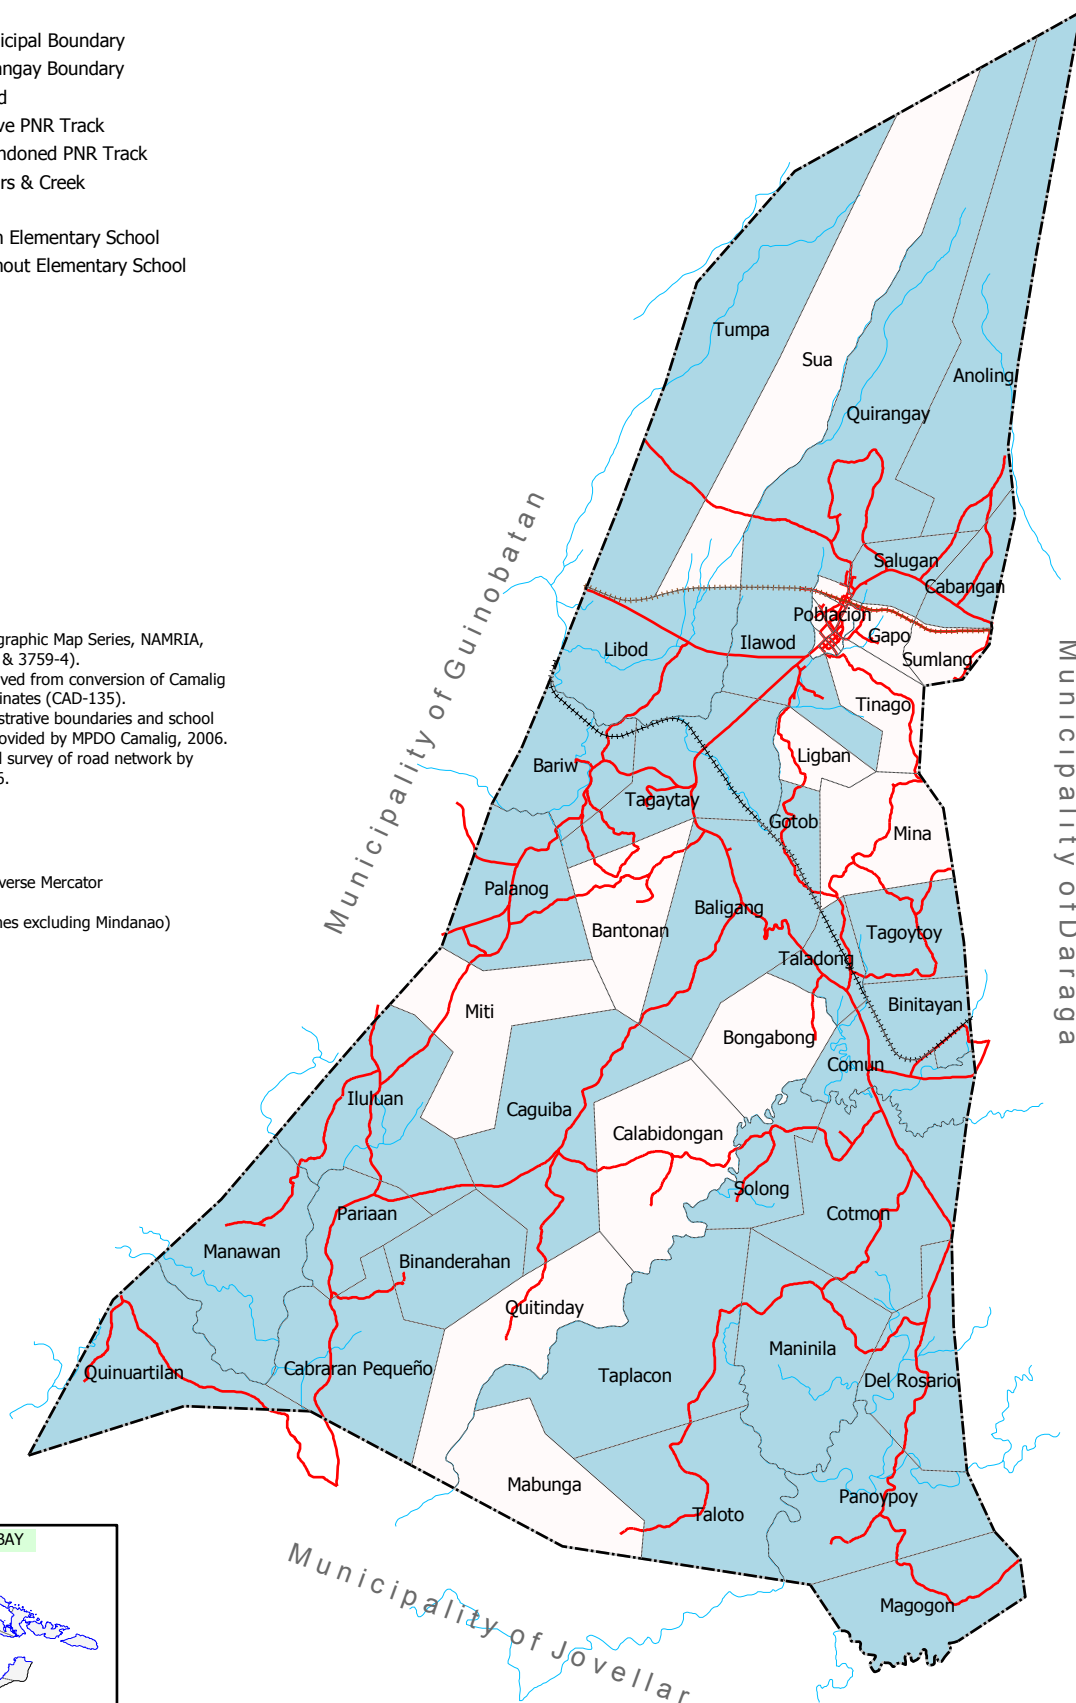 icipal Boundary
angay Boundary
d
ve PNR Track
ndoned PNR Track
rs & Creek
h Elementary School
hout Elementary School
Tumpa
Sua
Anoling
Quirangay
Municipality of Guinobatan
Salugan
Cabangan
Poblacion
Gapo
Ilawod
Libod
Sumlang
Tinago
Municipality of Daraga
graphic Map Series, NAMRIA,
& 3759-4).
ved from conversion of Camalig
inates (CAD-135).
strative boundaries and school
ovided by MPDO Camalig, 2006.
l survey of road network by
5.
Ligban
Bariw
Tagaytay
Gotob
Mina
verse Mercator
nes excluding Mindanao)
Palanog
Baligang
Bantonan
Tagoytoy
Taladong
Binitayan
Miti
Bongabong
Comun
Iluluan
Caguiba
Calabidongan
Solong
Pariaan
Cotmon
Manawan
Binanderahan
Quitinday
Maninila
Quinuartilan
Cabraran Pequeño
Taplacon
Del Rosario
Mabunga
Panoypoy
Taloto
BAY
Municipality of Jovellar
Magogon